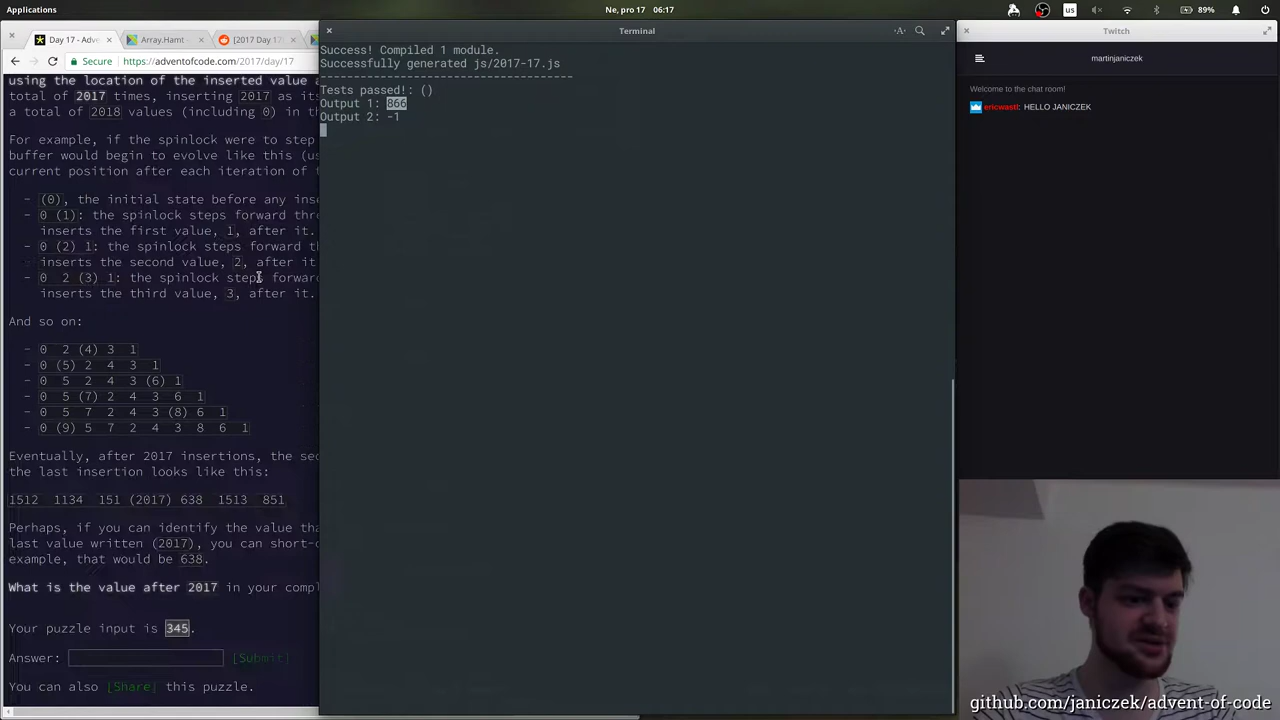 Applications
Ne, pro 17 06:17
us
89%
Day 17 - Adve
Array.Hamt -
[2017 Day 17
Secure
https://adventofcode.com/2017/day/17
using the location of the inserted value a
total of 2017 times, inserting 2017 as its
a total of 2018 values (including 0) in th
For example, if the spinlock were to step
buffer would begin to evolve like this (us
current position after each iteration of t
- (0), the initial state before any inse
- 0 (1): the spinlock steps forward thre
inserts the first value, 1, after it.
- 0 (2) 1: the spinlock steps forward th
inserts the second value, 2, after it
- 0 2 (3) 1: the spinlock steps forward
inserts the third value, 3, after it.
And so on:
- 0 2 (4) 3 1
- 0 (5) 2 4 3 1
- 0 5 2 4 3 (6) 1
- 0 5 (7) 2 4 3 6 1
- 0 5 7 2 4 3 (8) 6 1
- 0 (9) 5 7 2 4 3 8 6 1
Eventually, after 2017 insertions, the sec
the last insertion looks like this:
1512 1134 151 (2017) 638 1513 851
Perhaps, if you can identify the value tha
last value written (2017), you can short-c
example, that would be 638.
What is the value after 2017 in your compl
Your puzzle input is 345.
Answer: [Submit]
You can also [Share] this puzzle.
Terminal
Success! Compiled 1 module.
Successfully generated js/2017-17.js
--------------------------------------
Tests passed!: ()
Output 1: 866
Output 2: -1
Twitch
martinjaniczek
Welcome to the chat room!
ericwastl: HELLO JANICZEK
github.com/janiczek/advent-of-code